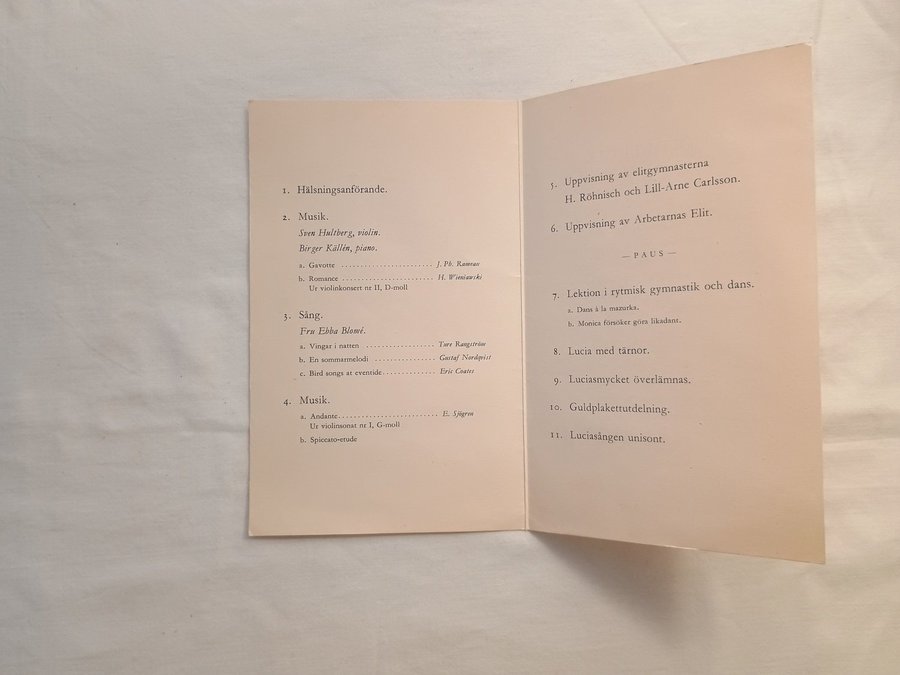 1. Hälsningsanförande.
2. Musik.
Sven Hultberg, violin.
Birger Källén, piano.
a. Gavotte ........................ J. Ph. Rameau
b. Romance ........................ H. Wieniawski
Ur violinkonsert nr II, D-moll
3. Sång.
Fru Ebba Blomé.
a. Vingar i natten .................. Ture Rangström
b. En sommarmelodi ................ Gustaf Nordqvist
c. Bird songs at eventide.............. Eric Coates
4. Musik.
a. Andante.......................... E. Sjögren
Ur violinsonat nr I, G-moll
b. Spiccato-etude
5. Uppvisning av elitgymnasterna
H. Röhnisch och Lill-Arne Carlsson.
6. Uppvisning av Arbetarnas Elit.
— PAUS —
7. Lektion i rytmisk gymnastik och dans.
a. Dans à la mazurka.
b. Monica försöker göra likadant.
8. Lucia med tärnor.
9. Luciasmycket överlämnas.
10. Guldplakettutdelning.
11. Luciasången unisont.